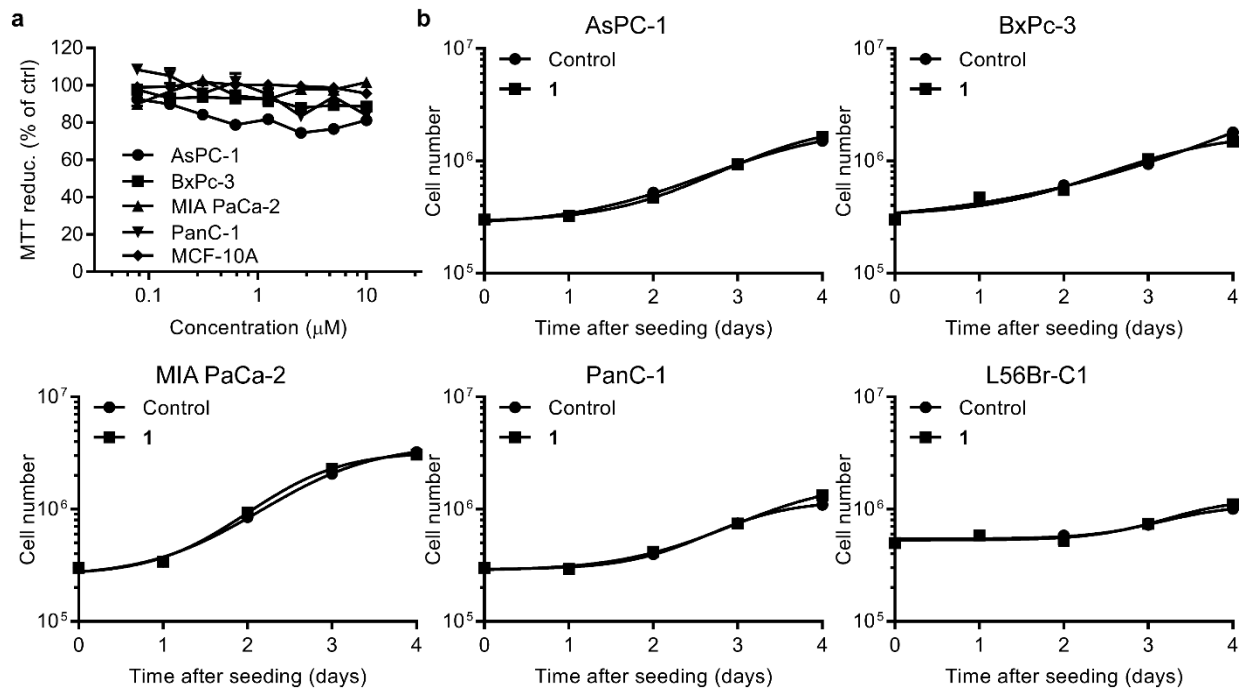 a
MTT reduc. (% of ctrl)
120
100
80
60
40
20
0
AsPC-1
BxPc-3
MIA PaCa-2
PanC-1
MCF-10A
0.1 1 10
Concentration (μM)
b
AsPC-1
Cell number
10⁷
10⁶
10⁵
Control
1
0 1 2 3 4
Time after seeding (days)
BxPc-3
Cell number
10⁷
10⁶
10⁵
Control
1
0 1 2 3 4
Time after seeding (days)
MIA PaCa-2
Cell number
10⁷
10⁶
10⁵
Control
1
0 1 2 3 4
Time after seeding (days)
PanC-1
Cell number
10⁷
10⁶
10⁵
Control
1
0 1 2 3 4
Time after seeding (days)
L56Br-C1
Cell number
10⁷
10⁶
10⁵
Control
1
0 1 2 3 4
Time after seeding (days)